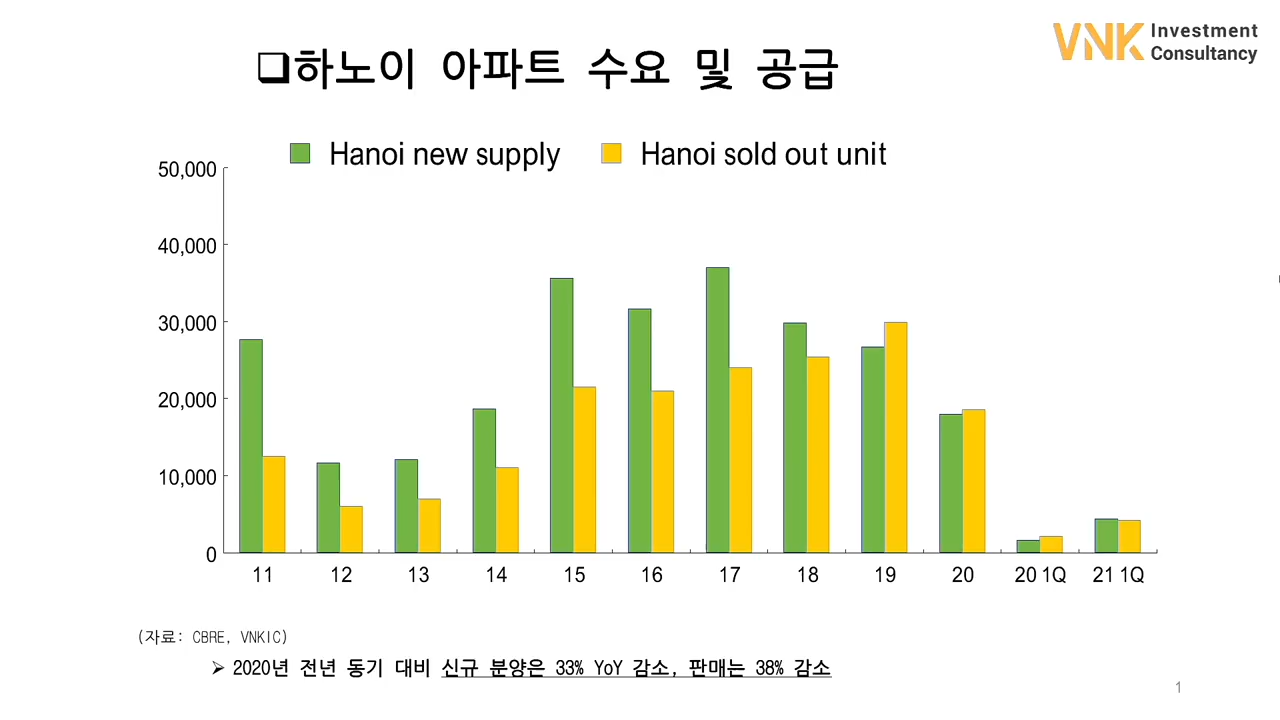 ❑하노이 아파트 수요 및 공급
VNK Investment
Consultancy
Hanoi new supply Hanoi sold out unit
50,000
40,000
30,000
20,000
10,000
0
11 12 13 14 15 16 17 18 19 20 20 1Q 21 1Q
(자료: CBRE, VNKIC)
➢ 2020년 전년 동기 대비 신규 분양은 33% YoY 감소, 판매는 38% 감소
1